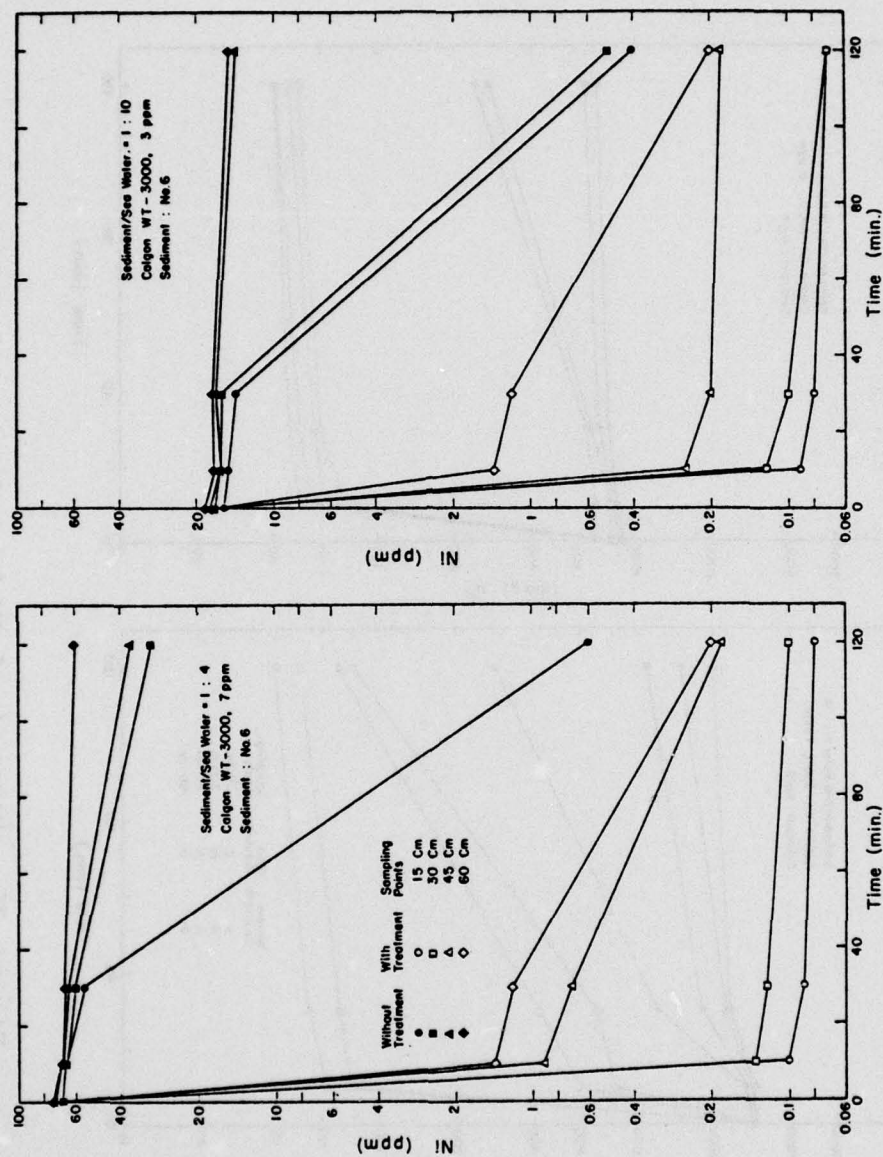 Sediment/Sea Water = 1 : 4
Calgon WT-3000, 7 ppm
Sediment : No.6
Without Treatment
With Treatment
Sampling Points
15 Cm
30 Cm
45 Cm
60 Cm
Ni (ppm)
100
60
40
20
10
6
4
2
1
0.6
0.4
0.2
0.1
0.06
0
40
80
120
Time (min.)
Sediment/Sea Water. = 1 : 10
Calgon WT-3000, 3 ppm
Sediment : No.6
Ni (ppm)
100
60
40
20
10
6
4
2
1
0.6
0.4
0.2
0.1
0.06
0
40
80
120
Time (min.)